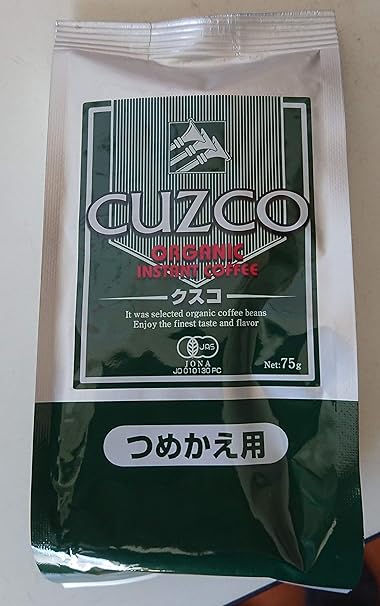 CUZCO
ORGANIC
INSTANT COFFEE
クスコ
It was selected organic coffee beans
Enjoy the finest taste and flavor
JAS
JONA
JO010130PC
Net:75g
つめかえ用